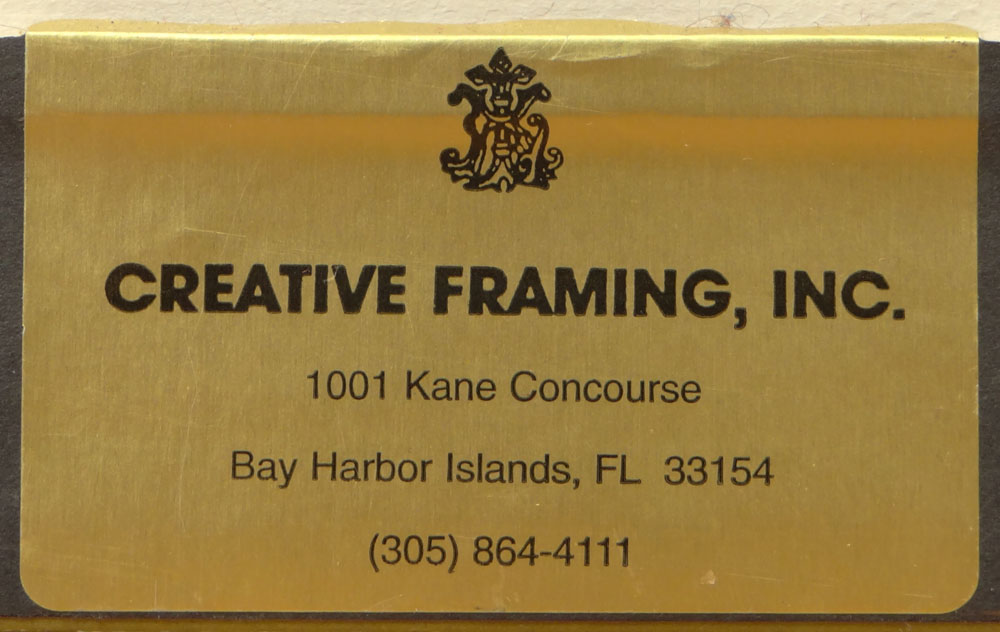 CREATIVE FRAMING, INC.
1001 Kane Concourse
Bay Harbor Islands, FL 33154
(305) 864-4111